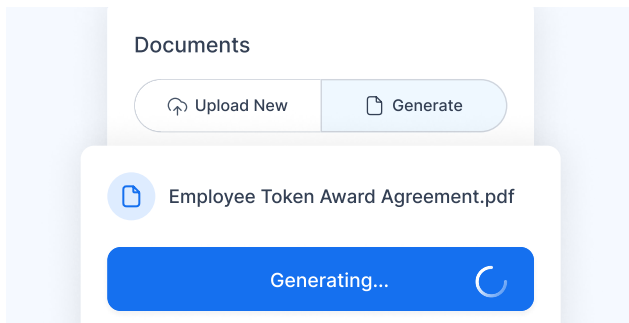 Documents
Upload New
Generate
Employee Token Award Agreement.pdf
Generating...